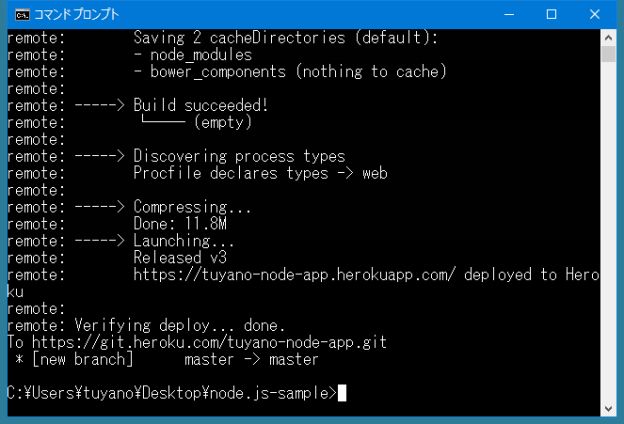 コマンドプロンプト
remote:        Saving 2 cacheDirectories (default):
remote:        - node_modules
remote:        - bower_components (nothing to cache)
remote:
remote: -----> Build succeeded!
remote:         └── (empty)
remote:
remote: -----> Discovering process types
remote:        Procfile declares types -> web
remote:
remote: -----> Compressing...
remote:        Done: 11.8M
remote: -----> Launching...
remote:        Released v3
remote:        https://tuyano-node-app.herokuapp.com/ deployed to Hero
ku
remote:
remote: Verifying deploy... done.
To https://git.heroku.com/tuyano-node-app.git
 * [new branch]      master -> master
C:¥Users¥tuyano¥Desktop¥node.js-sample>